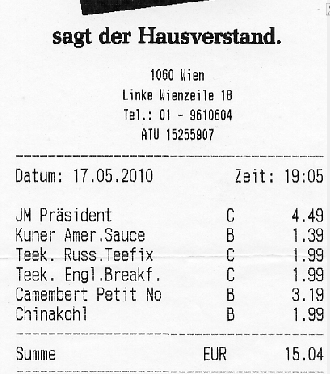 sagt der Hausverstand.
1060 Wien
Linke Wienzeile 18
Tel.: 01 - 9610604
ATU 15255907
Datum: 17.05.2010 Zeit: 19:05
JM Präsident C 4.49
Kuner Amer.Sauce B 1.39
Teek. Russ.Teefix C 1.99
Teek. Engl.Breakf. C 1.99
Camembert Petit No B 3.19
Chinakohl B 1.99
Summe EUR 15.04